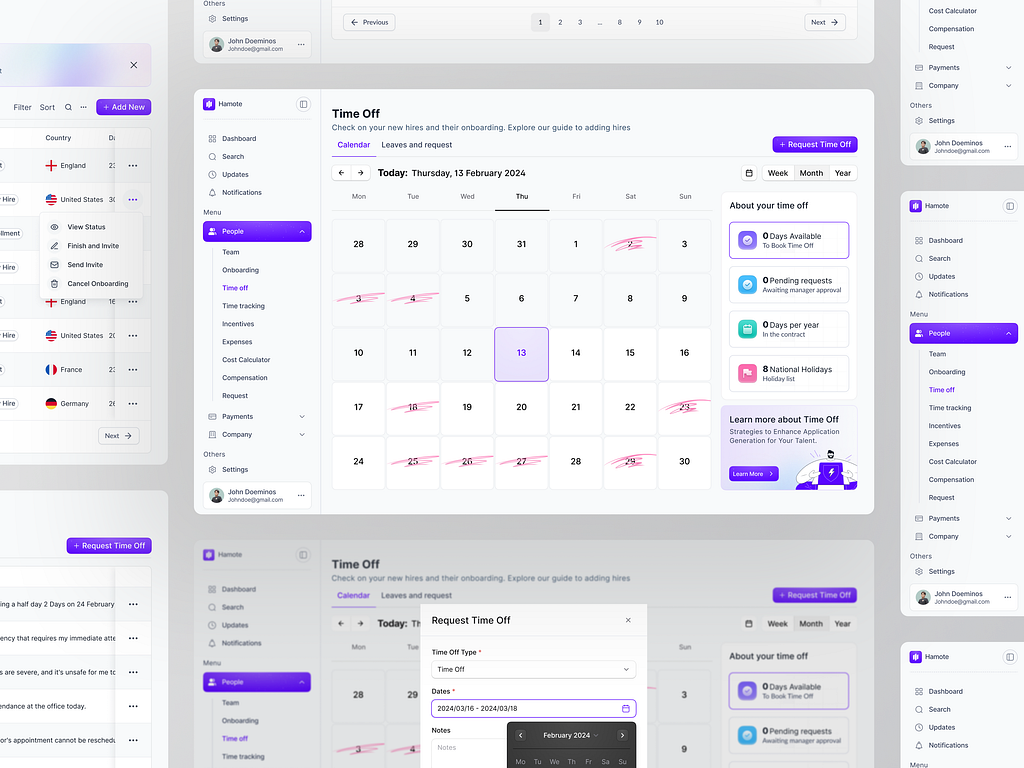 Filter Sort + Add New
Country
England 23
Hire United States 30
View Status
Finish and Invite
Send Invite
Cancel Onboarding
Hire
England 16
Hire United States 20
France 23
Hire Germany 26
Next
+ Request Time Off
ing a half day 2 Days on 24 February
ency that requires my immediate atte
s are severe, and it's unsafe for me to
endance at the office today.
or's appointment cannot be reschedu
Others
Settings
John Doeminos
Johndoe@gmail.com
Previous 1 2 3 ... 8 9 10 Next
Hamote
Dashboard
Search
Updates
Notifications
Menu
People
Team
Onboarding
Time off
Time tracking
Incentives
Expenses
Cost Calculator
Compensation
Request
Payments
Company
Others
Settings
John Doeminos
Johndoe@gmail.com
Time Off
Check on your new hires and their onboarding. Explore our guide to adding hires
Calendar Leaves and request
+ Request Time Off
Today: Thursday, 13 February 2024
Week Month Year
Mon Tue Wed Thu Fri Sat Sun
28 29 30 31 1 2 3
3 4 5 6 7 8 9
10 11 12 13 14 15 16
17 18 19 20 21 22 23
24 25 26 27 28 29 30
About your time off
0 Days Available
To Book Time Off
0 Pending requests
Awaiting manager approval
0 Days per year
In the contract
8 National Holidays
Holiday list
Learn more about Time Off
Strategies to Enhance Application
Generation for Your Talent.
Learn More
Hamote
Dashboard
Search
Updates
Notifications
Menu
People
Team
Onboarding
Time off
Time tracking
Time Off
Check on your new hires and their onboarding. Explore our guide to adding hires
Calendar Leaves and request
+ Request Time Off
Today: Th
Week Month Year
Mon Tue Sun
28 29 3
3 4 9
About your time off
0 Days Available
To Book Time Off
0 Pending requests
Awaiting manager approval
Request Time Off
Time Off Type *
Time Off
Dates *
2024/03/16 - 2024/03/18
Notes
Notes
February 2024
Mo Tu We Th Fr Sa Su
Cost Calculator
Compensation
Request
Payments
Company
Others
Settings
John Doeminos
Johndoe@gmail.com
Hamote
Dashboard
Search
Updates
Notifications
Menu
People
Team
Onboarding
Time off
Time tracking
Incentives
Expenses
Cost Calculator
Compensation
Request
Payments
Company
Others
Settings
John Doeminos
Johndoe@gmail.com
Hamote
Dashboard
Search
Updates
Notifications
Menu